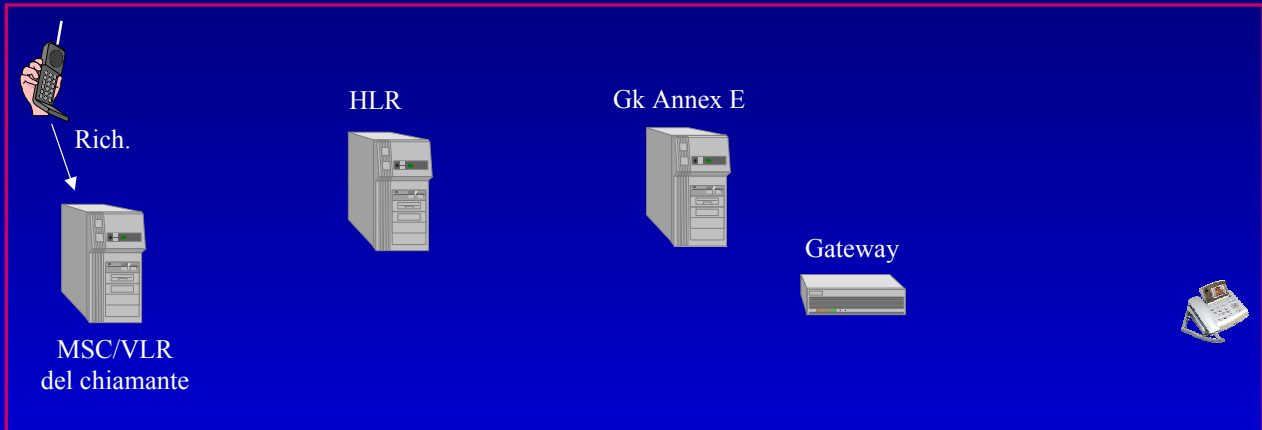 HLR
Gk Annex E
Rich.
Gateway
MSC/VLR
del chiamante